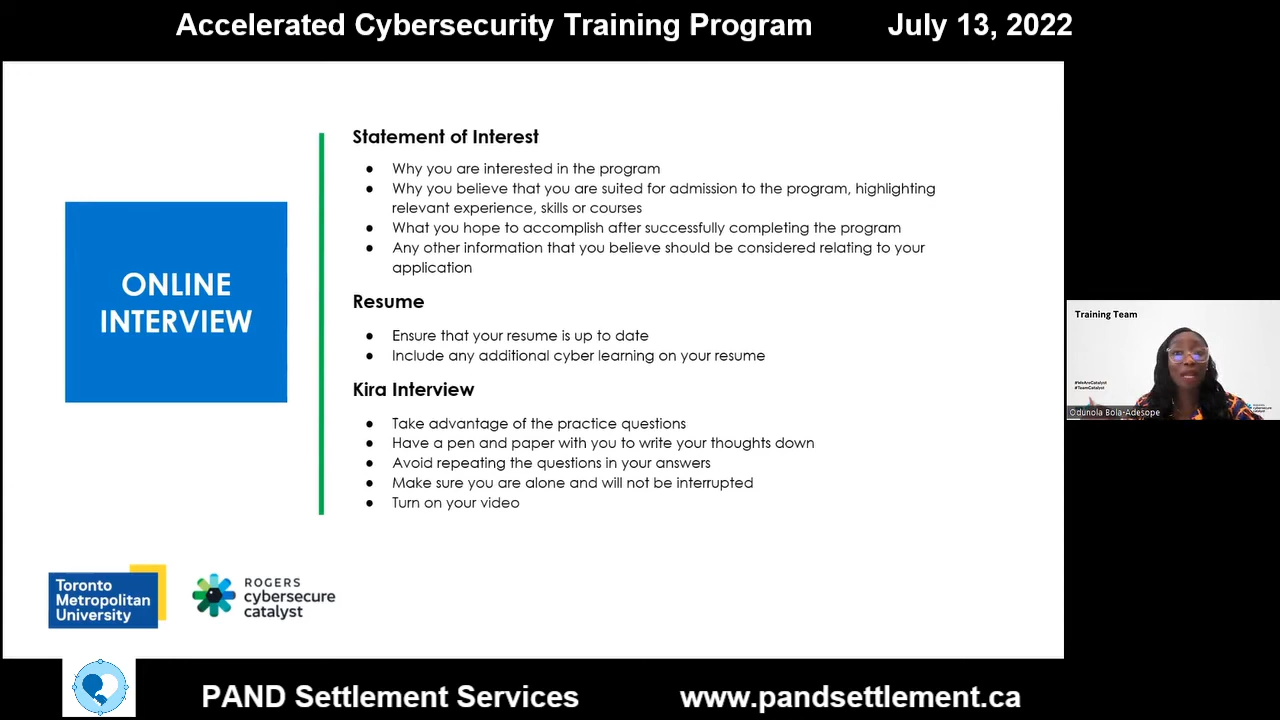 Accelerated Cybersecurity Training Program July 13, 2022
ONLINE
INTERVIEW
Statement of Interest
● Why you are interested in the program
● Why you believe that you are suited for admission to the program, highlighting
relevant experience, skills or courses
● What you hope to accomplish after successfully completing the program
● Any other information that you believe should be considered relating to your
application
Resume
● Ensure that your resume is up to date
● Include any additional cyber learning on your resume
Kira Interview
● Take advantage of the practice questions
● Have a pen and paper with you to write your thoughts down
● Avoid repeating the questions in your answers
● Make sure you are alone and will not be interrupted
● Turn on your video
Toronto
Metropolitan
University
ROGERS
cybersecure
catalyst
Training Team
#WeAreCatalyst
#TeamCatalyst
Odunola Bola-Adesope
cybersecure
catalyst
PAND Settlement Services www.pandsettlement.ca